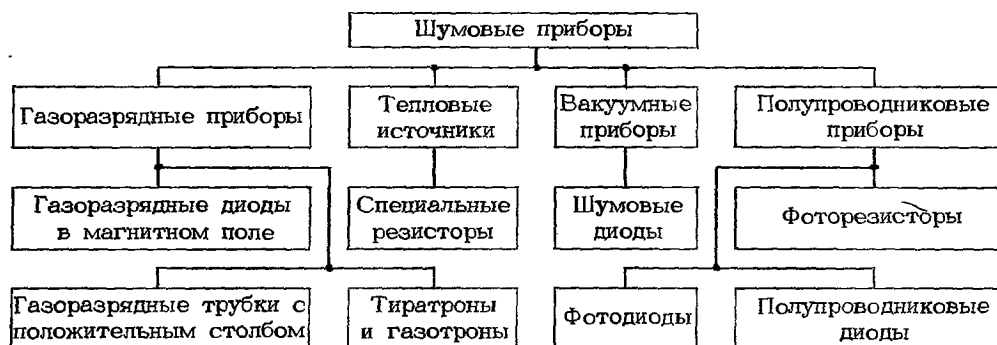 Шумовые приборы
Газоразрядные приборы
Тепловые
источники
Вакуумные
приборы
Полупроводниковые
приборы
Газоразрядные диоды
в магнитном поле
Специальные
резисторы
Шумовые
диоды
Фоторезисторы
Газоразрядные трубки с
положительным столбом
Тиратроны
и газотроны
Фотодиоды
Полупроводниковые
диоды